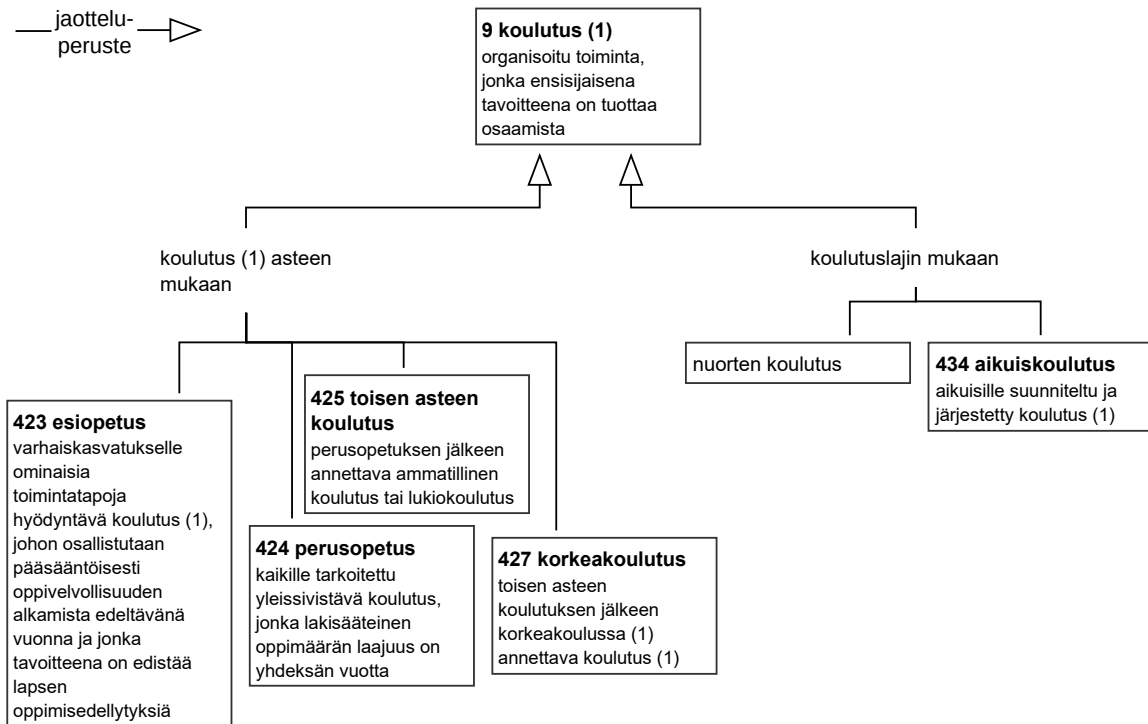 jaottelu-
peruste
9 koulutus (1)
organisoitu toiminta,
jonka ensisijaisena
tavoitteena on tuottaa
osaamista
koulutus (1) asteen
mukaan
koulutuslajin mukaan
nuorten koulutus
434 aikuiskoulutus
aikuisille suunniteltu ja
järjestetty koulutus (1)
423 esiopetus
varhaiskasvatukselle
ominaisia
toimintatapoja
hyödyntävä koulutus (1),
johon osallistutaan
pääsääntöisesti
oppivelvollisuuden
alkamista edeltävänä
vuonna ja jonka
tavoitteena on edistää
lapsen
oppimisedellytyksiä
425 toisen asteen
koulutus
perusopetuksen jälkeen
annettava ammatillinen
koulutus tai lukiokoulutus
424 perusopetus
kaikille tarkoitettu
yleissivistävä koulutus,
jonka lakisääteinen
oppimäärän laajuus on
yhdeksän vuotta
427 korkeakoulutus
toisen asteen
koulutuksen jälkeen
korkeakoulussa (1)
annettava koulutus (1)